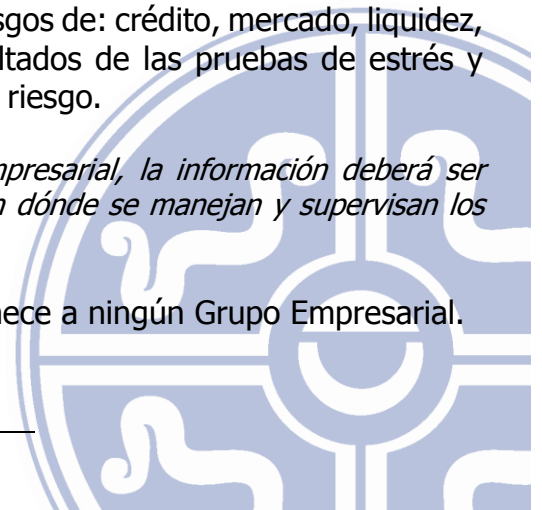 sgos de: crédito, mercado, liquidez,
ltados de las pruebas de estrés y
riesgo.
mpresarial, la información deberá ser
n dónde se manejan y supervisan los
nece a ningún Grupo Empresarial.